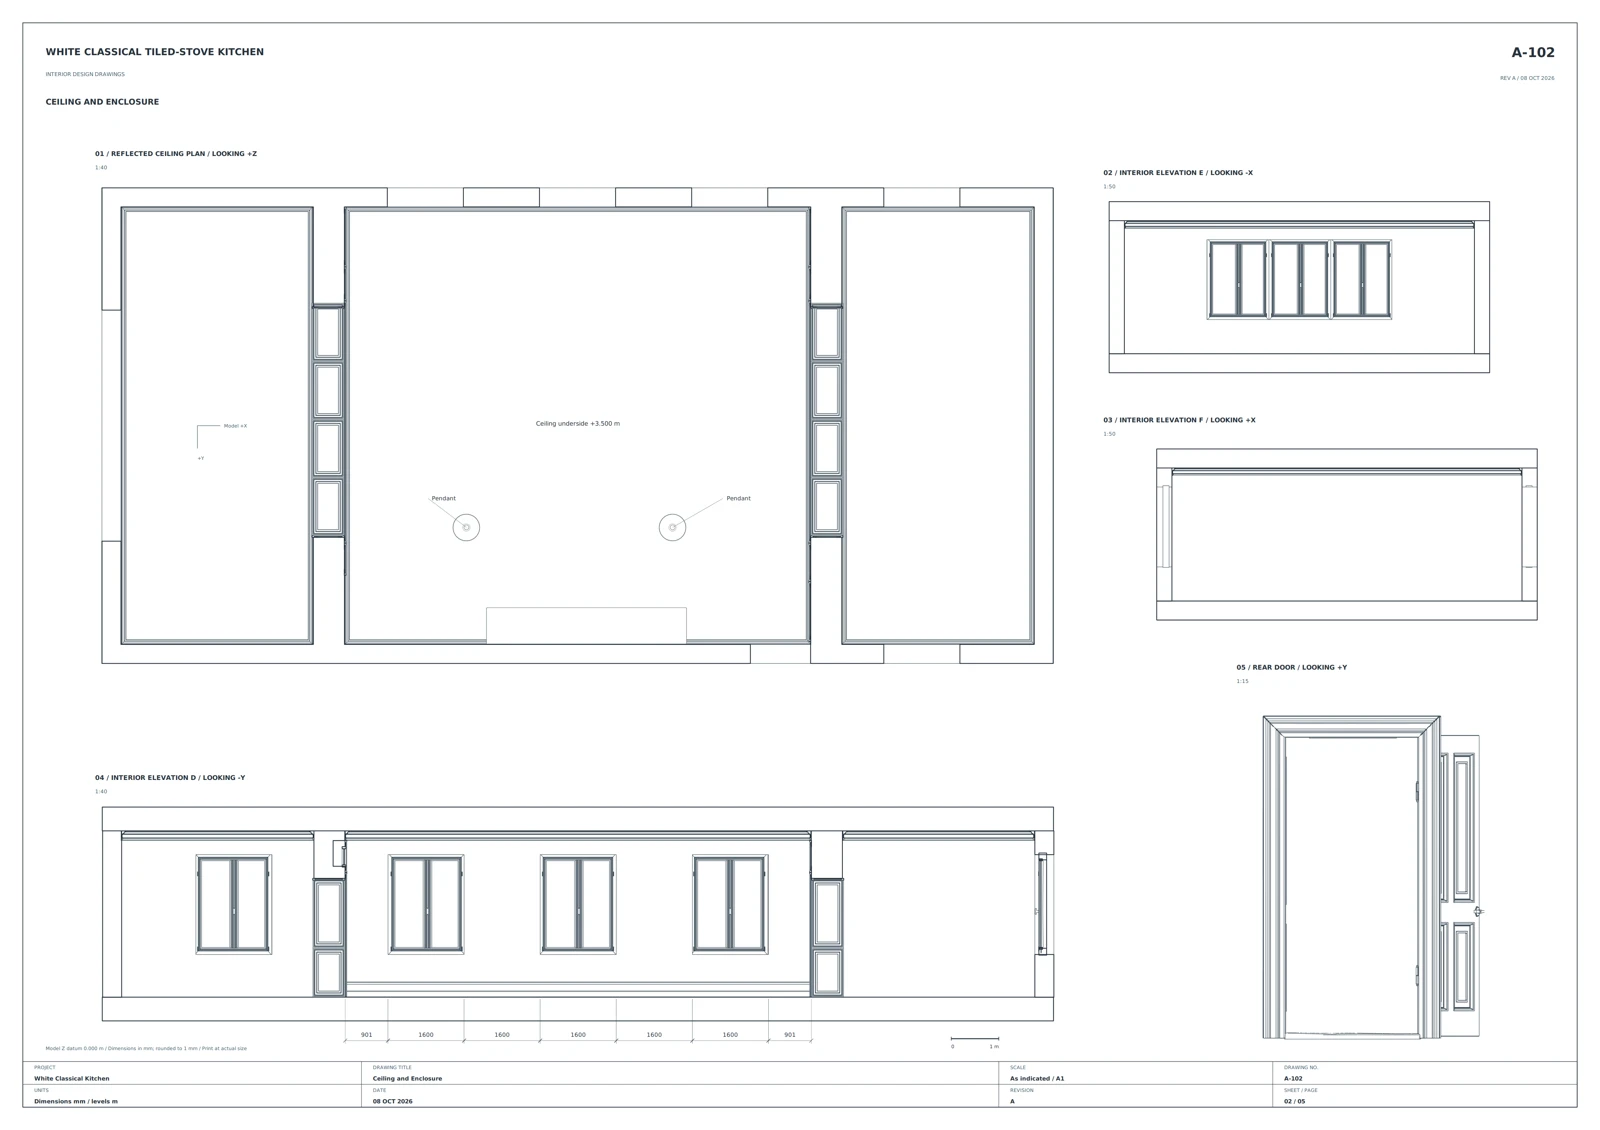 WHITE CLASSICAL TILED-STOVE KITCHEN
A-102
INTERIOR DESIGN DRAWINGS
REV A / 08 OCT 2026
CEILING AND ENCLOSURE
01 / REFLECTED CEILING PLAN / LOOKING +Z
1:40
02 / INTERIOR ELEVATION E / LOOKING -X
1:50
Ceiling underside +3.500 m
Model +X
+Y
Pendant
Pendant
03 / INTERIOR ELEVATION F / LOOKING +X
1:50
05 / REAR DOOR / LOOKING +Y
1:15
04 / INTERIOR ELEVATION D / LOOKING -Y
1:40
901 1600 1600 1600 1600 1600 901
0 1 m
Model Z datum 0.000 m / Dimensions in mm, rounded to 1 mm / Print at actual size
PROJECT
White Classical Kitchen
DRAWING TITLE
Ceiling and Enclosure
SCALE
As indicated / A1
DRAWING NO.
A-102
UNITS
Dimensions mm / levels m
DATE
08 OCT 2026
REVISION
A
SHEET / PAGE
02 / 05